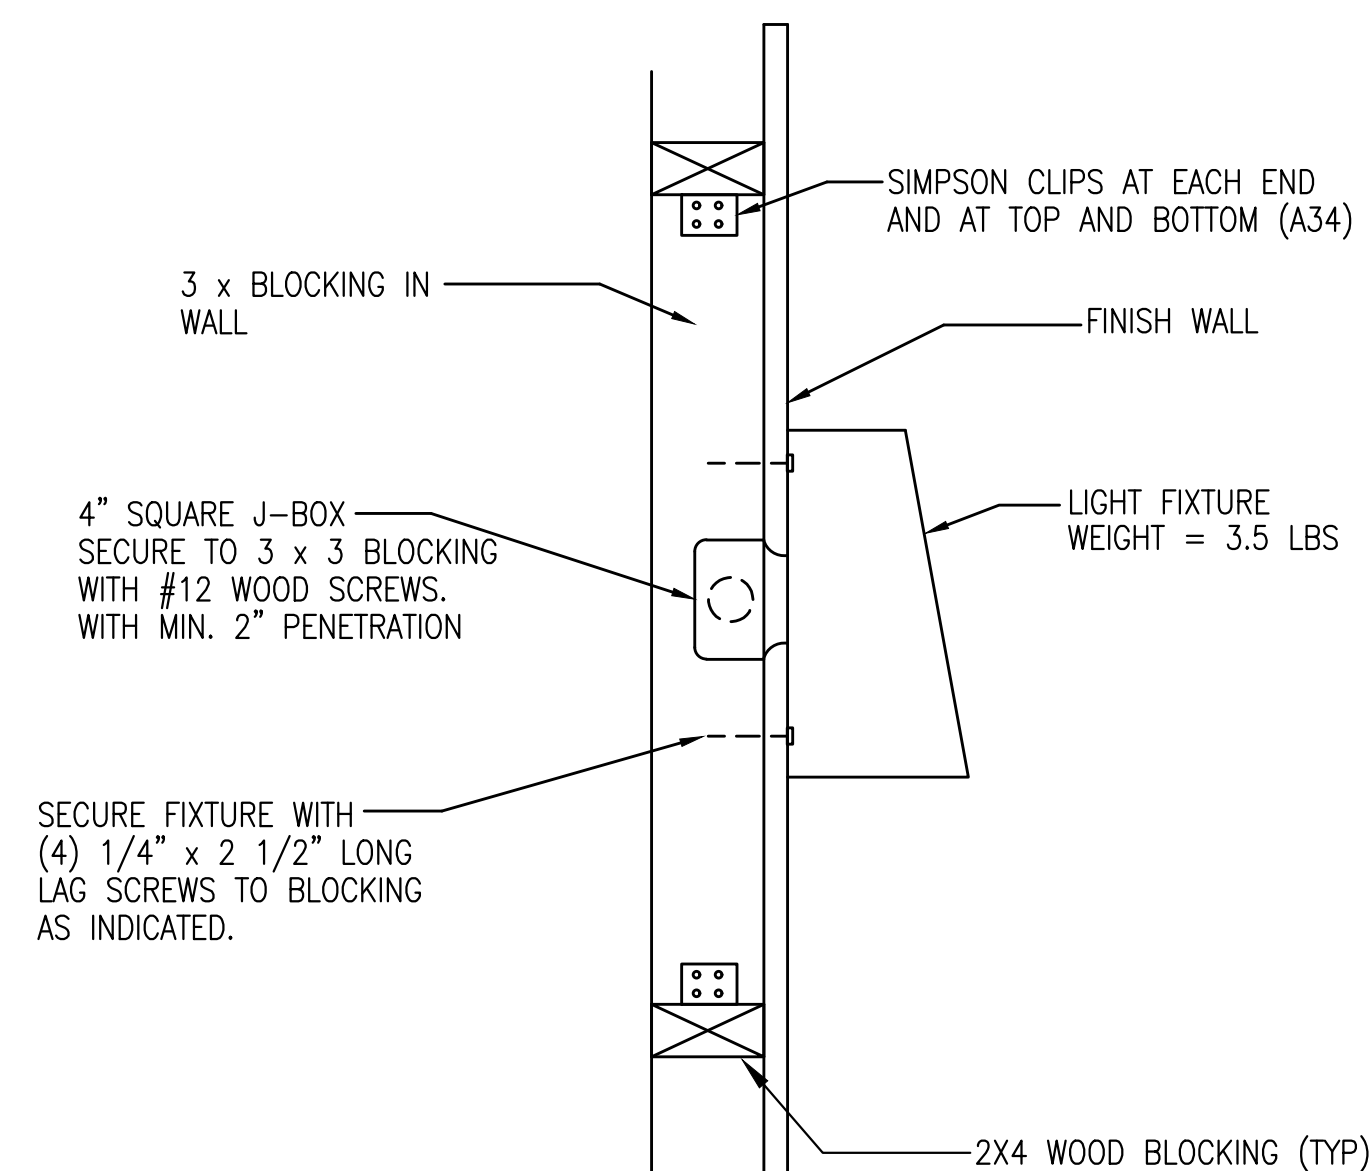 SIMPSON CLIPS AT EACH END
AND AT TOP AND BOTTOM (A34)
3 x BLOCKING IN
WALL
FINISH WALL
4" SQUARE J-BOX
SECURE TO 3 x 3 BLOCKING
WITH #12 WOOD SCREWS.
WITH MIN. 2" PENETRATION
LIGHT FIXTURE
WEIGHT = 3.5 LBS
SECURE FIXTURE WITH
(4) 1/4" x 2 1/2" LONG
LAG SCREWS TO BLOCKING
AS INDICATED.
2X4 WOOD BLOCKING (TYP)